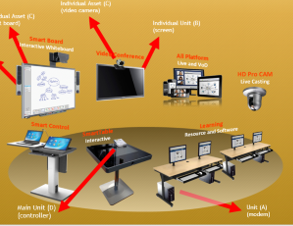 Individual Asset (C)
(video camera)
Individual Unit (B)
(screen)
dual Asset (C)
board)
Smart Board
Interactive Whiteboard
Video Conference
All Platform
Live and VoD
HD Pro CAM
Live Casting
Smart Control
Interactive
Learning
Resource and Software
Main Unit (D)
(controller)
Unit (A)
(modem)